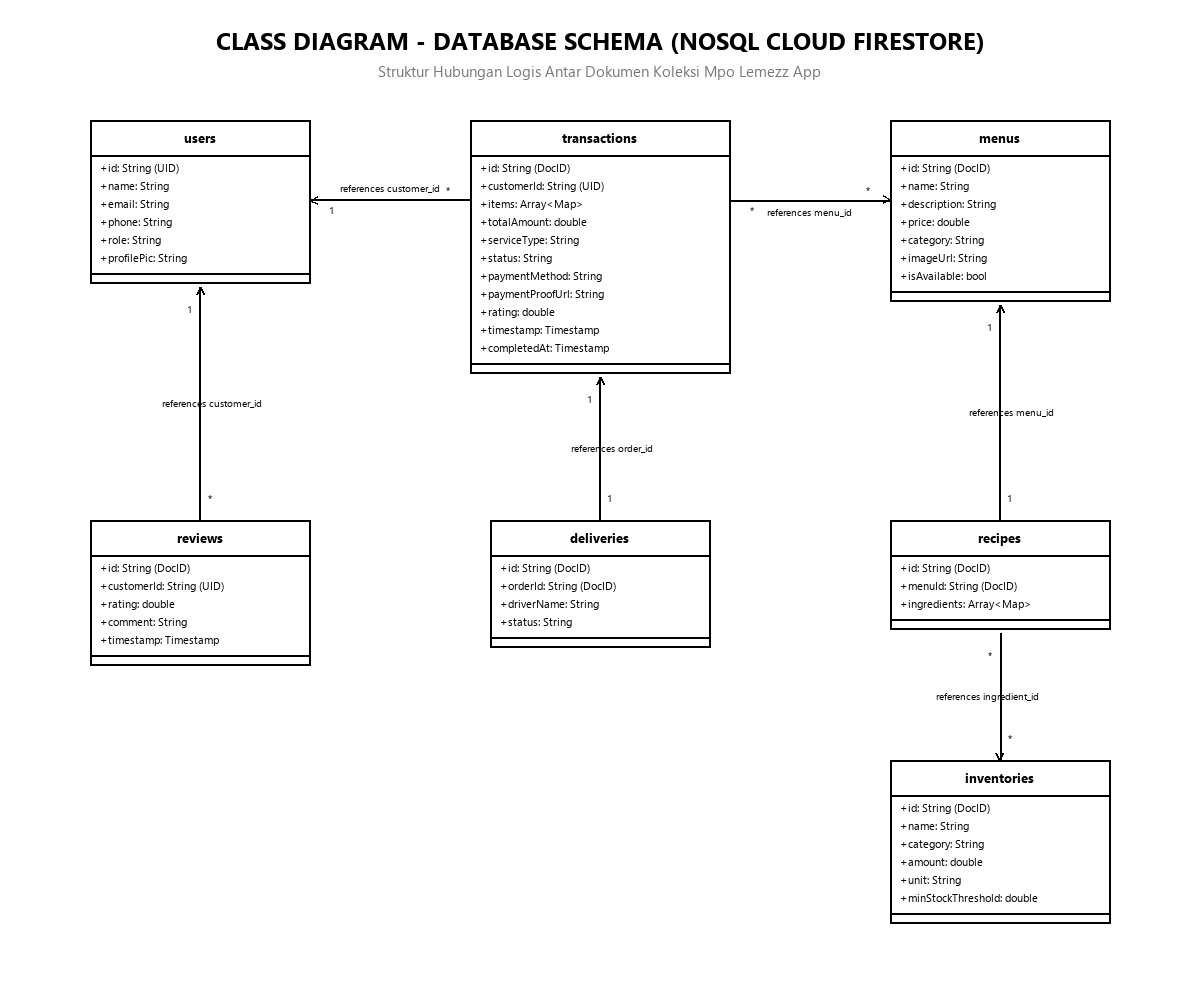 CLASS DIAGRAM - DATABASE SCHEMA (NOSQL CLOUD FIRESTORE)
Struktur Hubungan Logis Antar Dokumen Koleksi Mpo Lemezz App
users
+id: String (UID)
+name: String
+email: String
+phone: String
+role: String
+profilePic: String
references customer_id *
1
transactions
+id: String (DocID)
+customerId: String (UID)
+items: Array<Map>
+totalAmount: double
+serviceType: String
+status: String
+paymentMethod: String
+paymentProofUrl: String
+rating: double
+timestamp: Timestamp
+completedAt: Timestamp
*
* references menu_id
menus
+id: String (DocID)
+name: String
+description: String
+price: double
+category: String
+imageUrl: String
+isAvailable: bool
1
references customer_id
*
1
references order_id
1
1
references menu_id
1
reviews
+id: String (DocID)
+customerId: String (UID)
+rating: double
+comment: String
+timestamp: Timestamp
deliveries
+id: String (DocID)
+orderId: String (DocID)
+driverName: String
+status: String
recipes
+id: String (DocID)
+menuId: String (DocID)
+ingredients: Array<Map>
*
references ingredient_id
*
inventories
+id: String (DocID)
+name: String
+category: String
+amount: double
+unit: String
+minStockThreshold: double